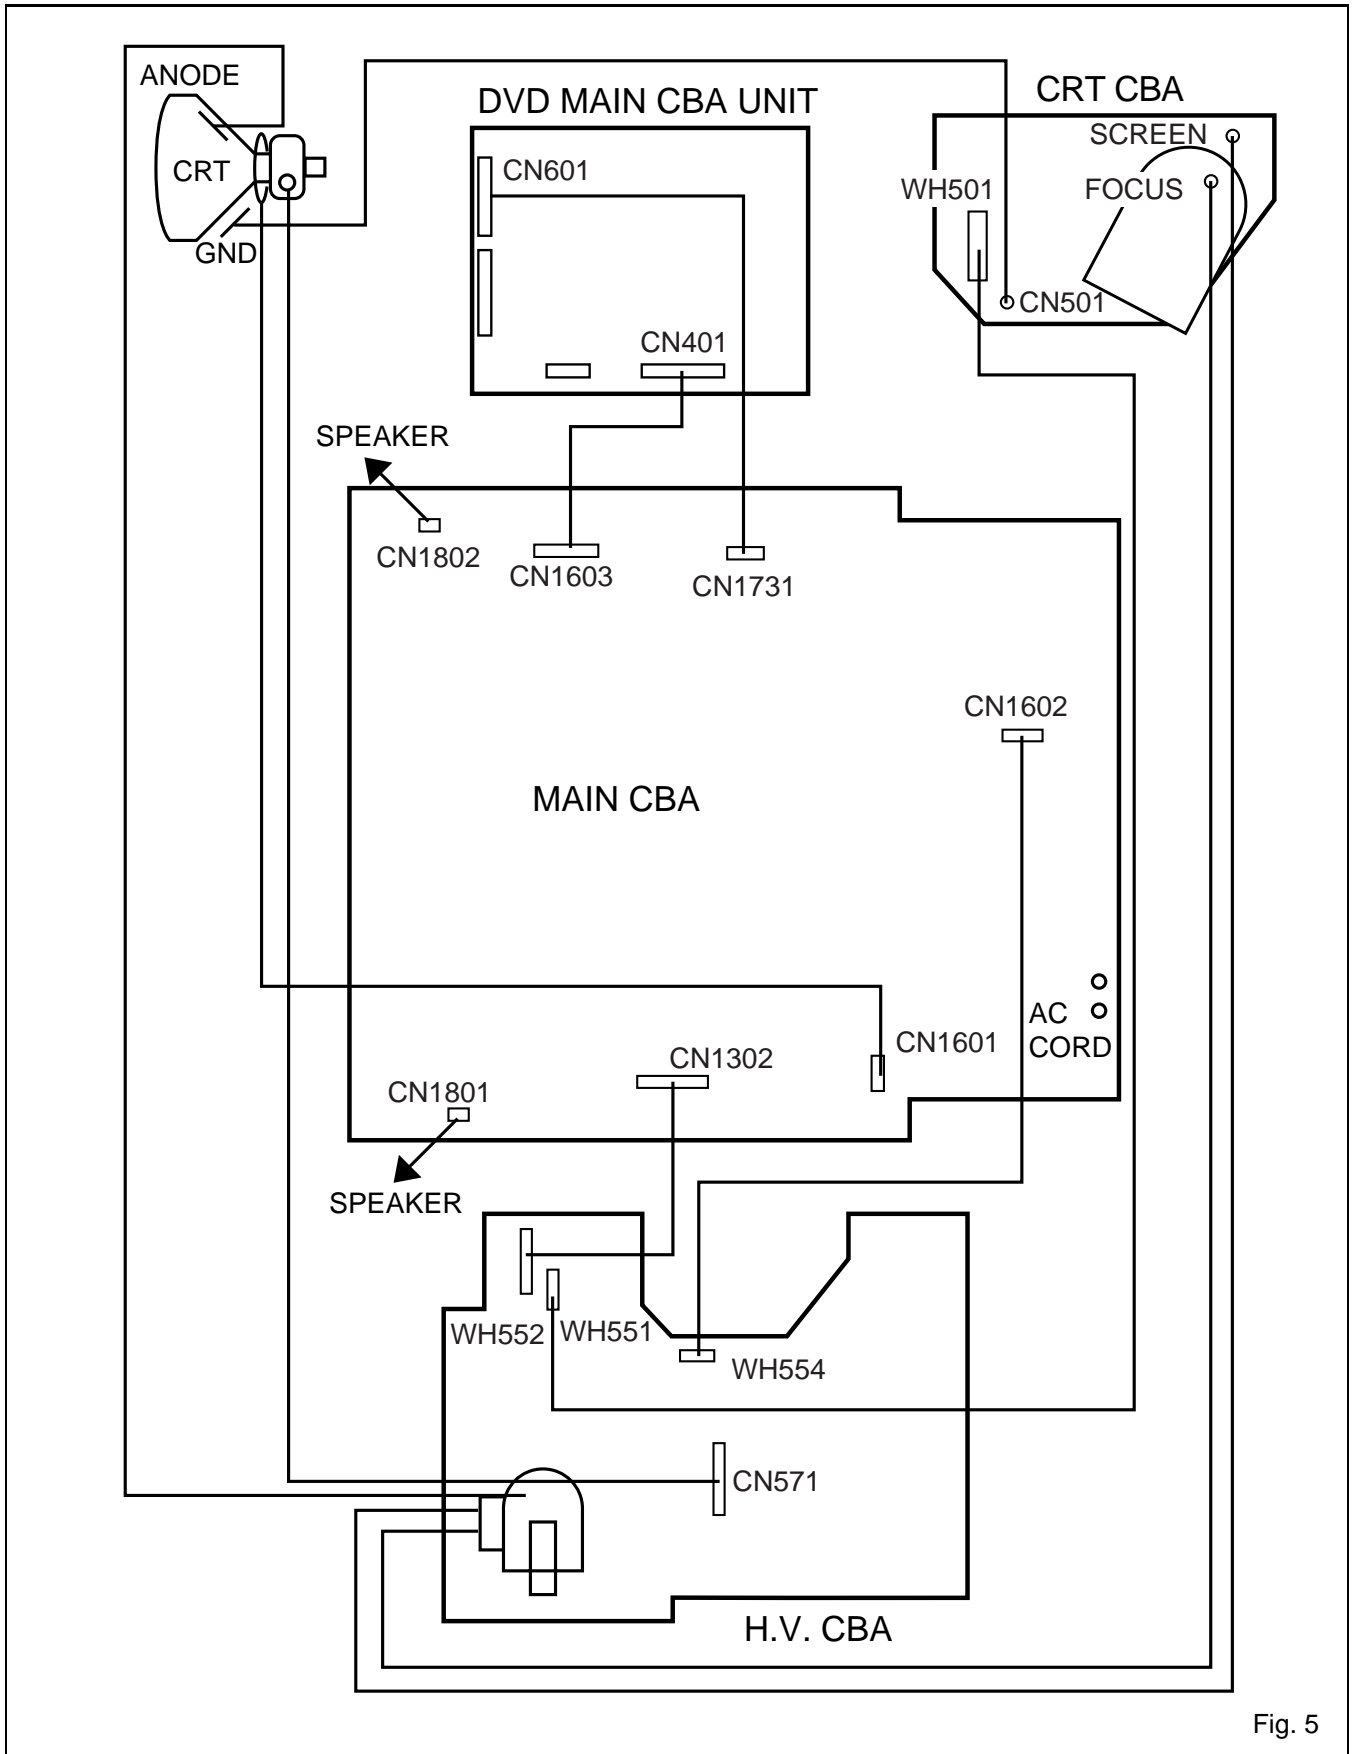 ANODE
DVD MAIN CBA UNIT
CRT CBA
SCREEN
CRT
CN601
WH501
FOCUS
GND
CN501
CN401
SPEAKER
CN1802
CN1603
CN1731
CN1602
MAIN CBA
AC
CORD
CN1601
CN1302
CN1801
SPEAKER
WH552
WH551
WH554
CN571
H.V. CBA
Fig. 5